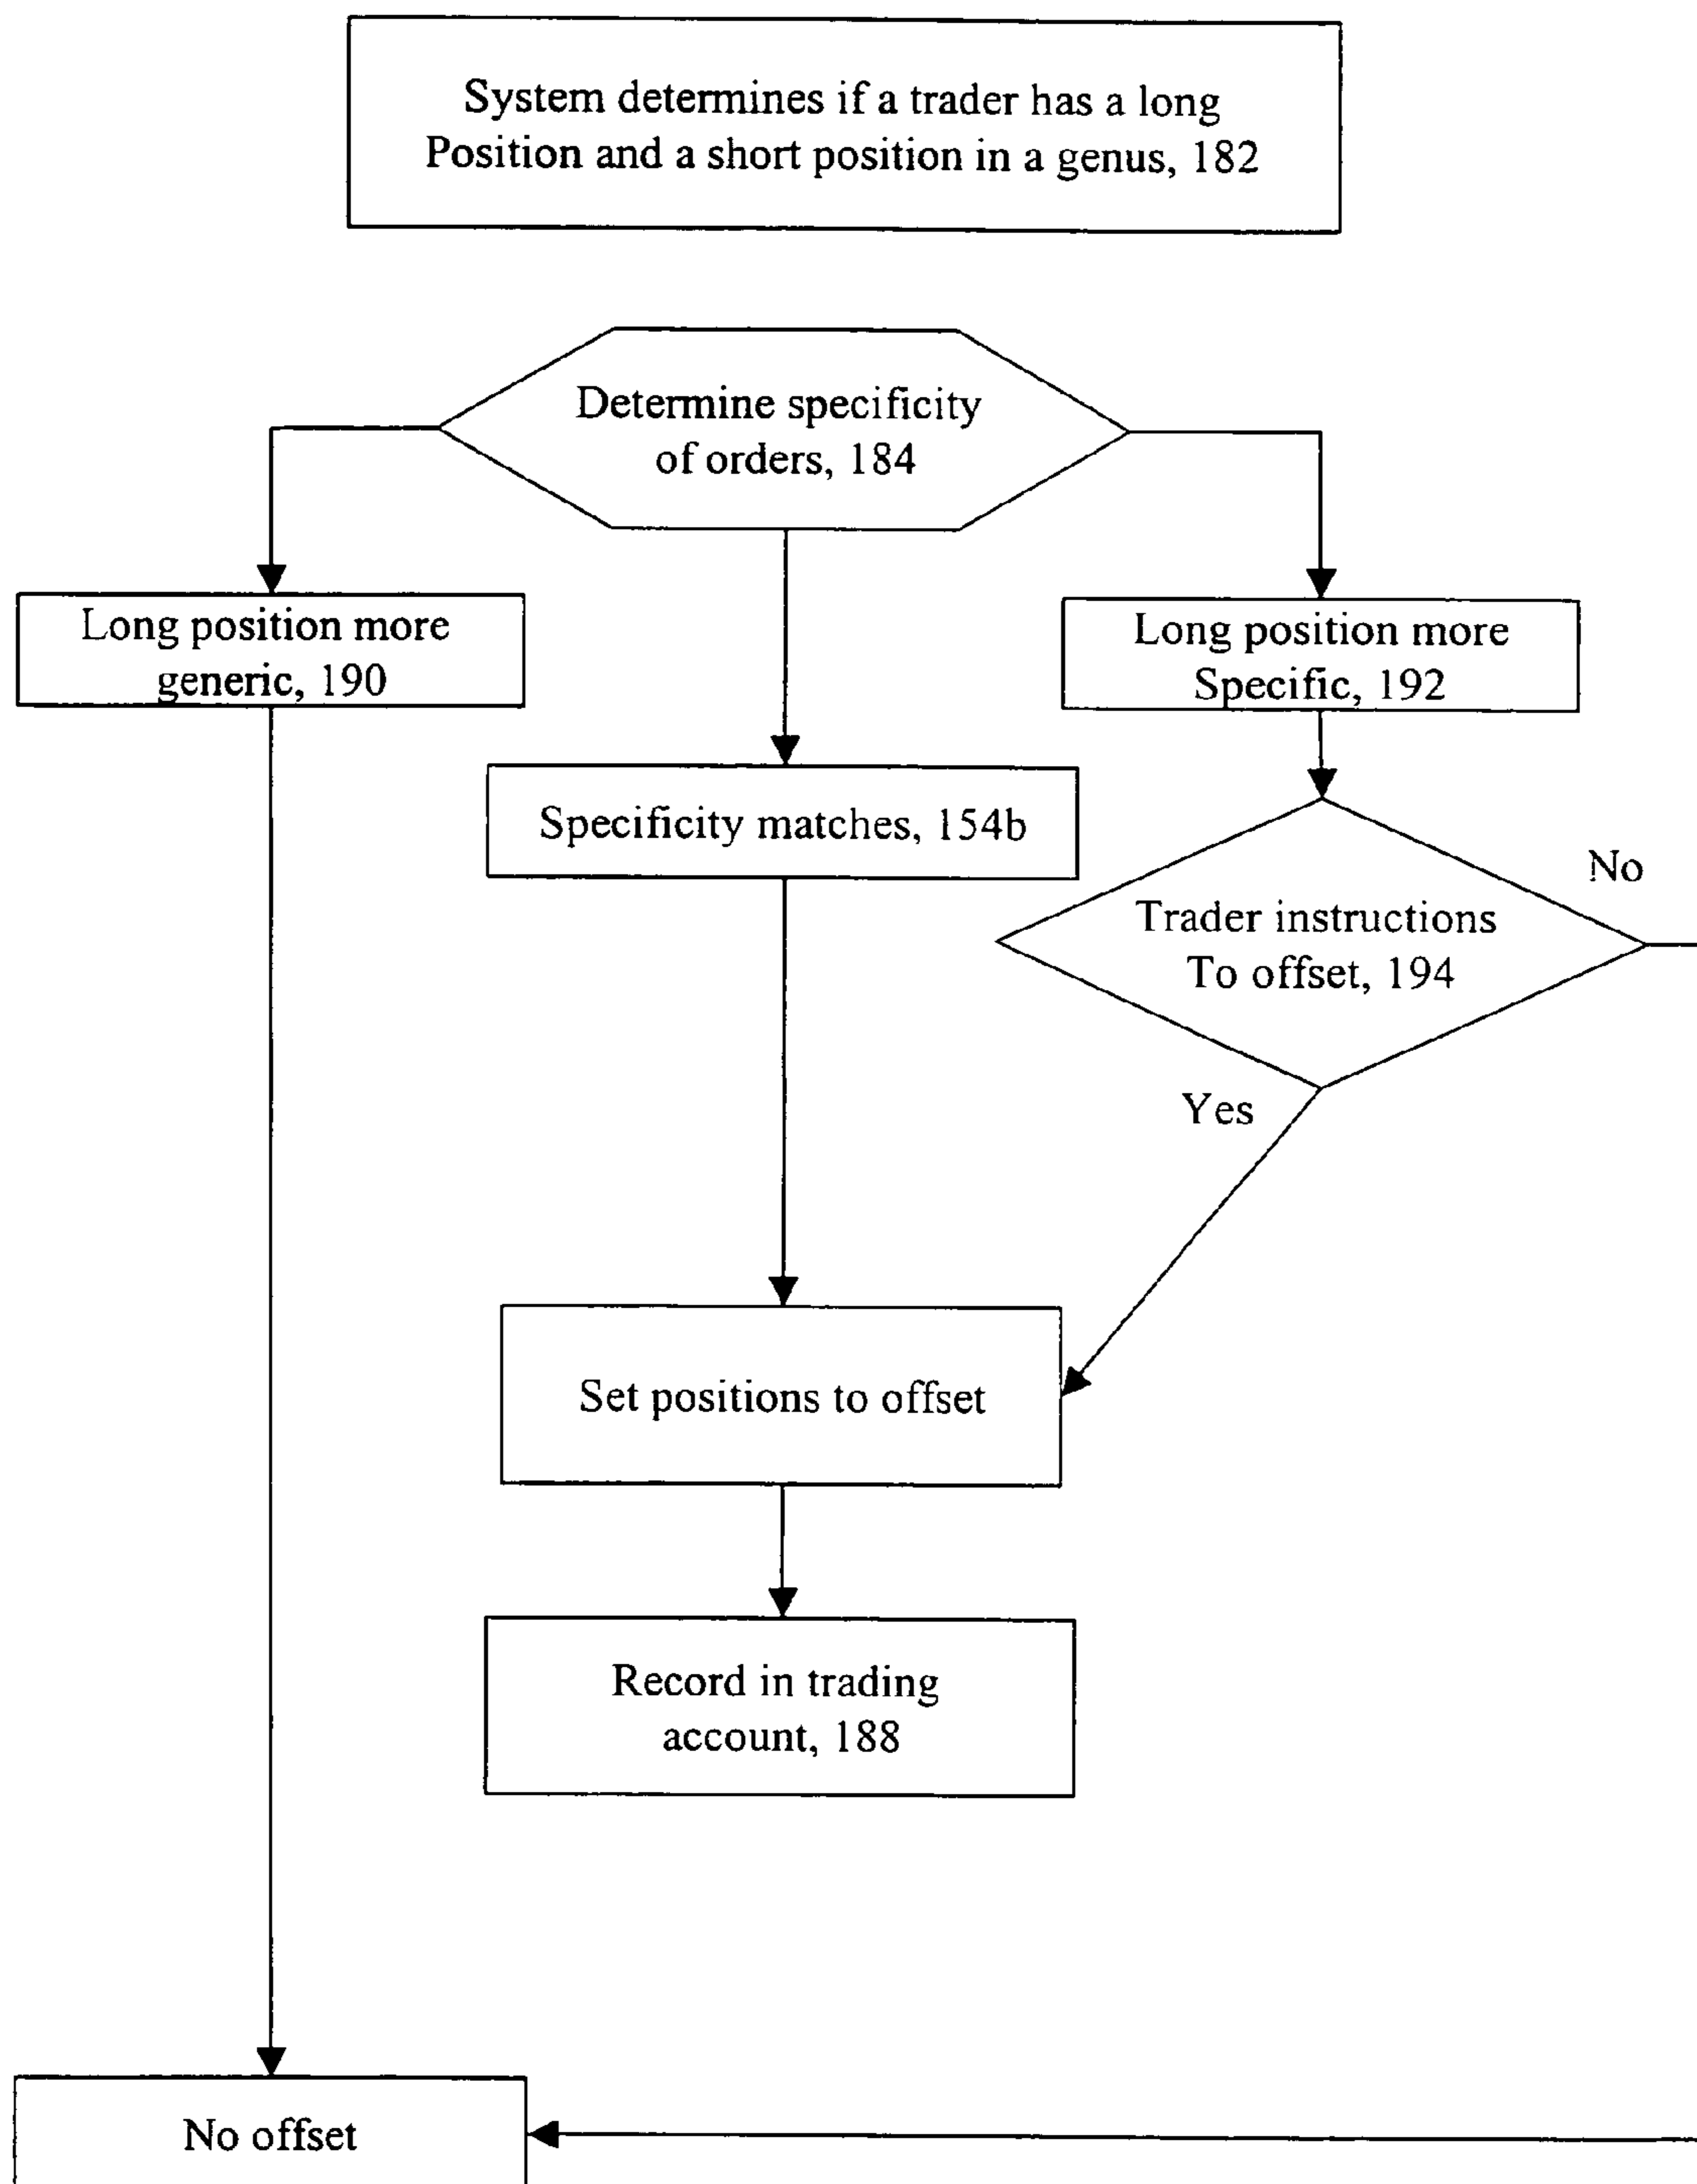 System determines if a trader has a long
Position and a short position in a genus, 182
Determine specificity
of orders, 184
Long position more
generic, 190
Long position more
Specific, 192
Specificity matches, 154b
No
Trader instructions
To offset, 194
Yes
Set positions to offset
Record in trading
account, 188
No offset